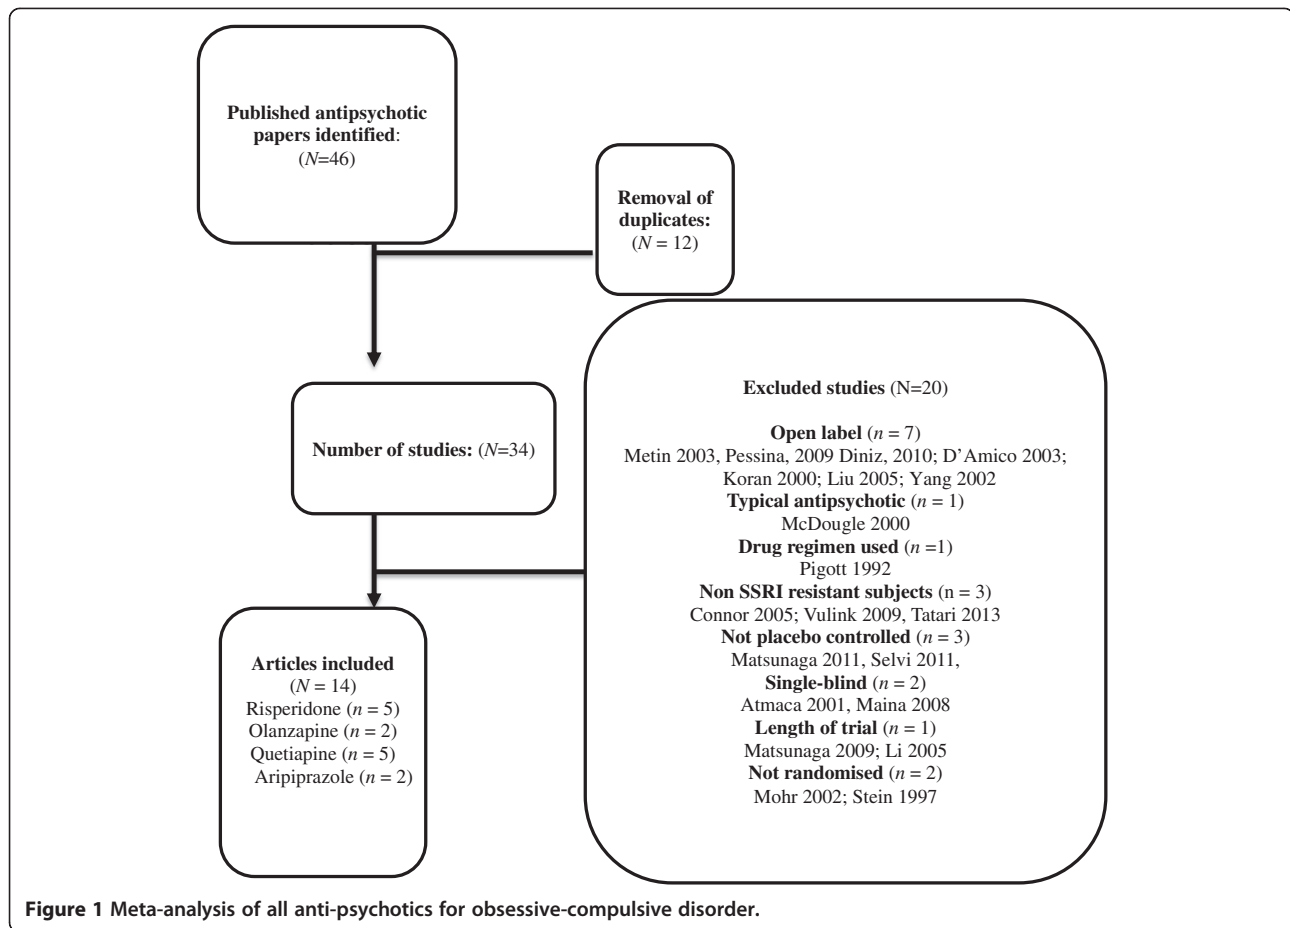 Published antipsychotic
papers identified:
(N=46)
Removal of
duplicates:
(N = 12)
Number of studies: (N=34)
Excluded studies (N=20)
Open label (n = 7)
Metin 2003, Pessina, 2009 Diniz, 2010; D’Amico 2003;
Koran 2000; Liu 2005; Yang 2002
Typical antipsychotic (n = 1)
McDougle 2000
Drug regimen used (n =1)
Pigott 1992
Non SSRI resistant subjects (n = 3)
Connor 2005; Vulink 2009, Tatari 2013
Not placebo controlled (n = 3)
Matsunaga 2011, Selvi 2011,
Single-blind (n = 2)
Atmaca 2001, Maina 2008
Length of trial (n = 1)
Matsunaga 2009; Li 2005
Not randomised (n = 2)
Mohr 2002; Stein 1997
Articles included
(N = 14)
Risperidone (n = 5)
Olanzapine (n = 2)
Quetiapine (n = 5)
Aripiprazole (n = 2)
Figure 1 Meta-analysis of all anti-psychotics for obsessive-compulsive disorder.